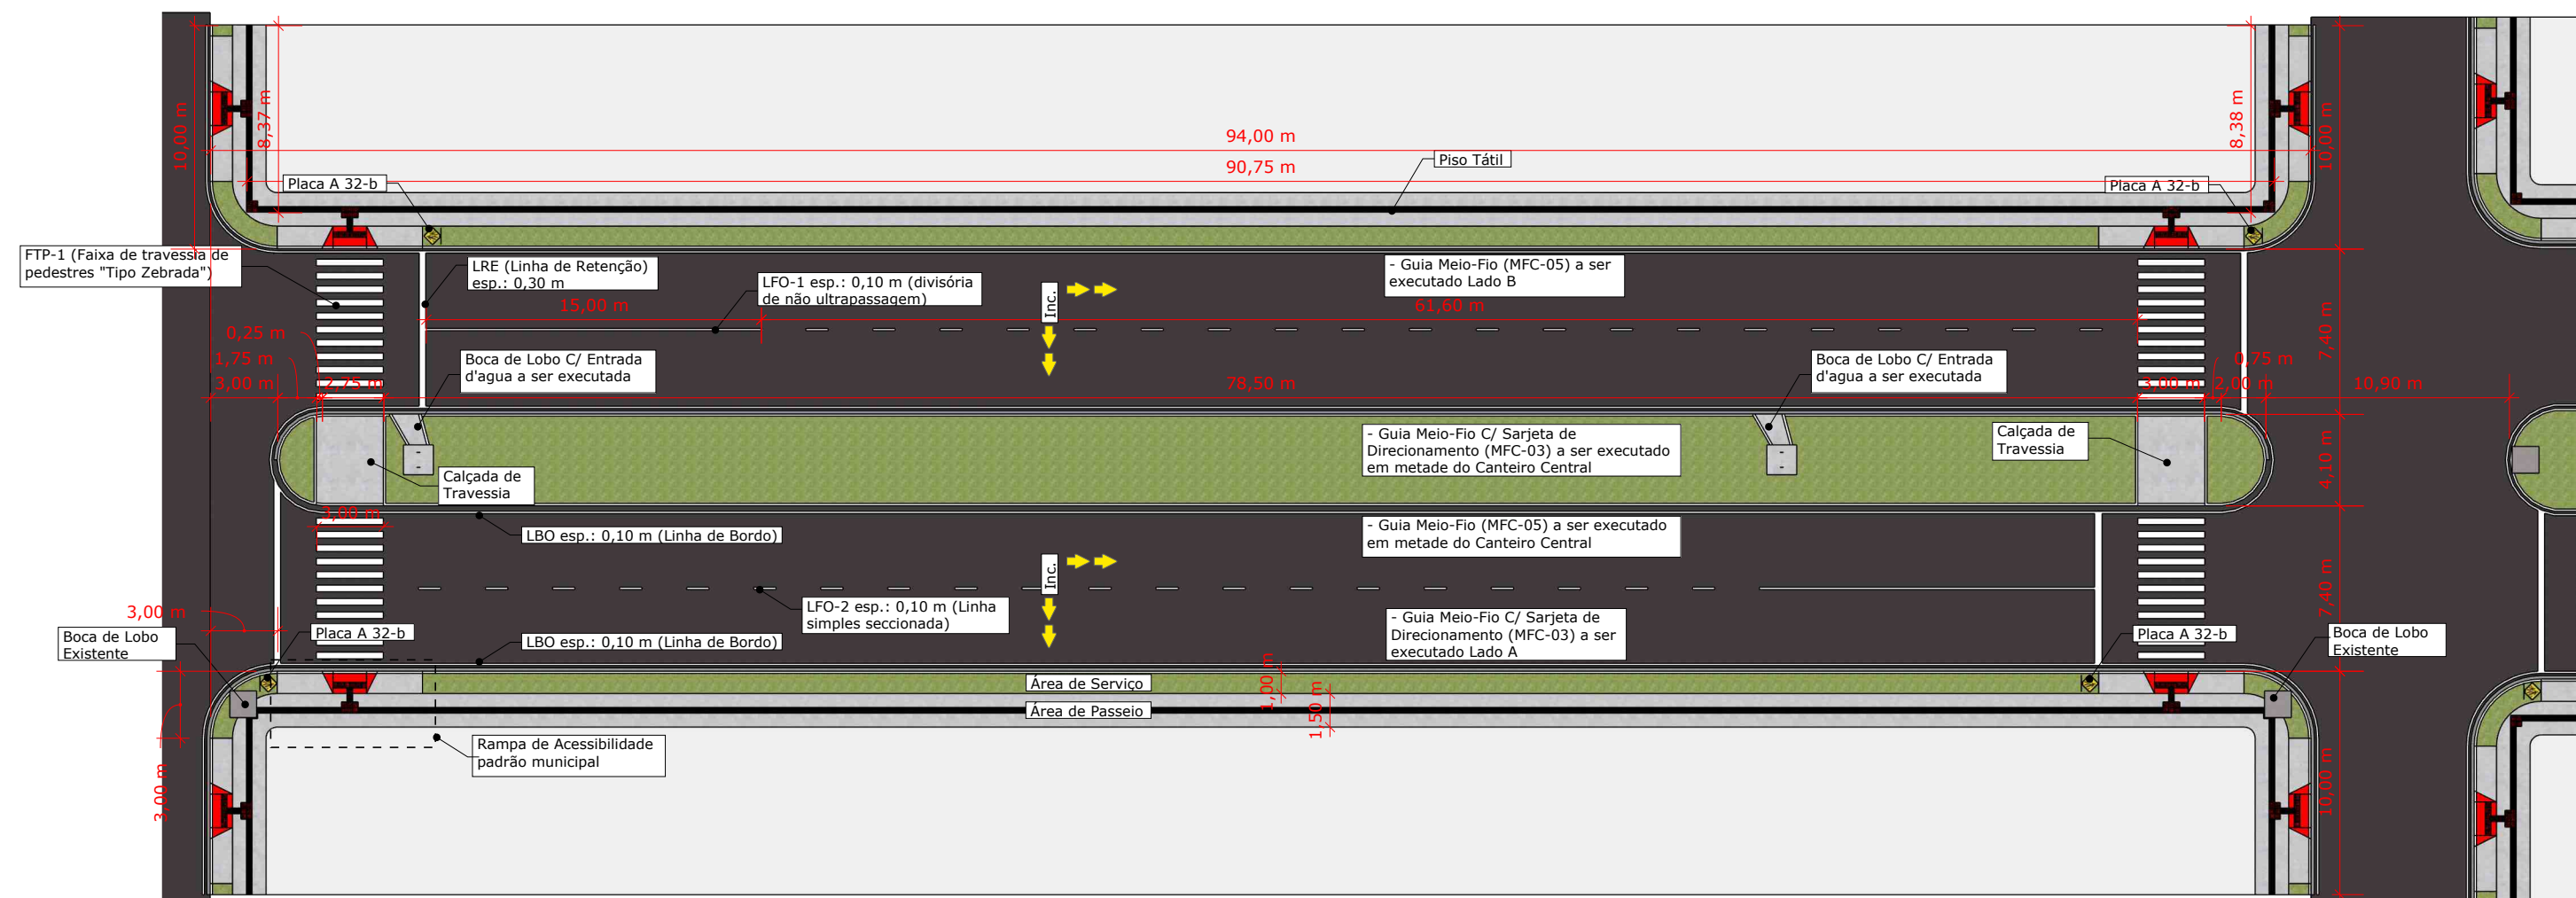 10,00 m
8,37 m
94,00 m
90,75 m
8,38 m
10,00 m
Piso Tátil
Placa A 32-b
Placa A 32-b
FTP-1 (Faixa de travessia de
pedestres "Tipo Zebrada")
LRE (Linha de Retenção)
esp.: 0,30 m
LFO-1 esp.: 0,10 m (divisória
de não ultrapassagem)
Inc.
- Guia Meio-Fio (MFC-05) a ser
executado Lado B
15,00 m
61,60 m
0,25 m
1,75 m
3,00 m
2,75 m
Boca de Lobo C/ Entrada
d'agua a ser executada
78,50 m
Boca de Lobo C/ Entrada
d'agua a ser executada
7,40 m
0,75 m
3,00 m
2,00 m
10,90 m
Calçada de
Travessia
- Guia Meio-Fio C/ Sarjeta de
Direcionamento (MFC-03) a ser executado
em metade do Canteiro Central
Calçada de
Travessia
4,10 m
3,00 m
LBO esp.: 0,10 m (Linha de Bordo)
- Guia Meio-Fio (MFC-05) a ser executado
em metade do Canteiro Central
Inc.
3,00 m
LFO-2 esp.: 0,10 m (Linha
simples seccionada)
- Guia Meio-Fio C/ Sarjeta de
Direcionamento (MFC-03) a ser
executado Lado A
7,40 m
Boca de Lobo
Existente
Placa A 32-b
LBO esp.: 0,10 m (Linha de Bordo)
Placa A 32-b
Boca de Lobo
Existente
Área de Serviço
1,00 m
Área de Passeio
1,50 m
Rampa de Acessibilidade
padrão municipal
3,00 m
10,00 m